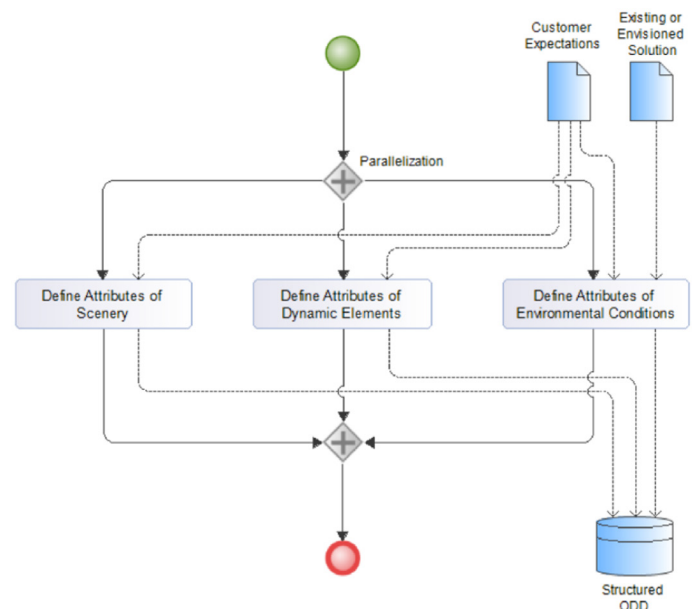 Customer
Expectations
Existing or
Envisioned
Solution
Parallelization
Define Attributes of
Scenery
Define Attributes of
Dynamic Elements
Define Attributes of
Environmental Conditions
Structured
ODD